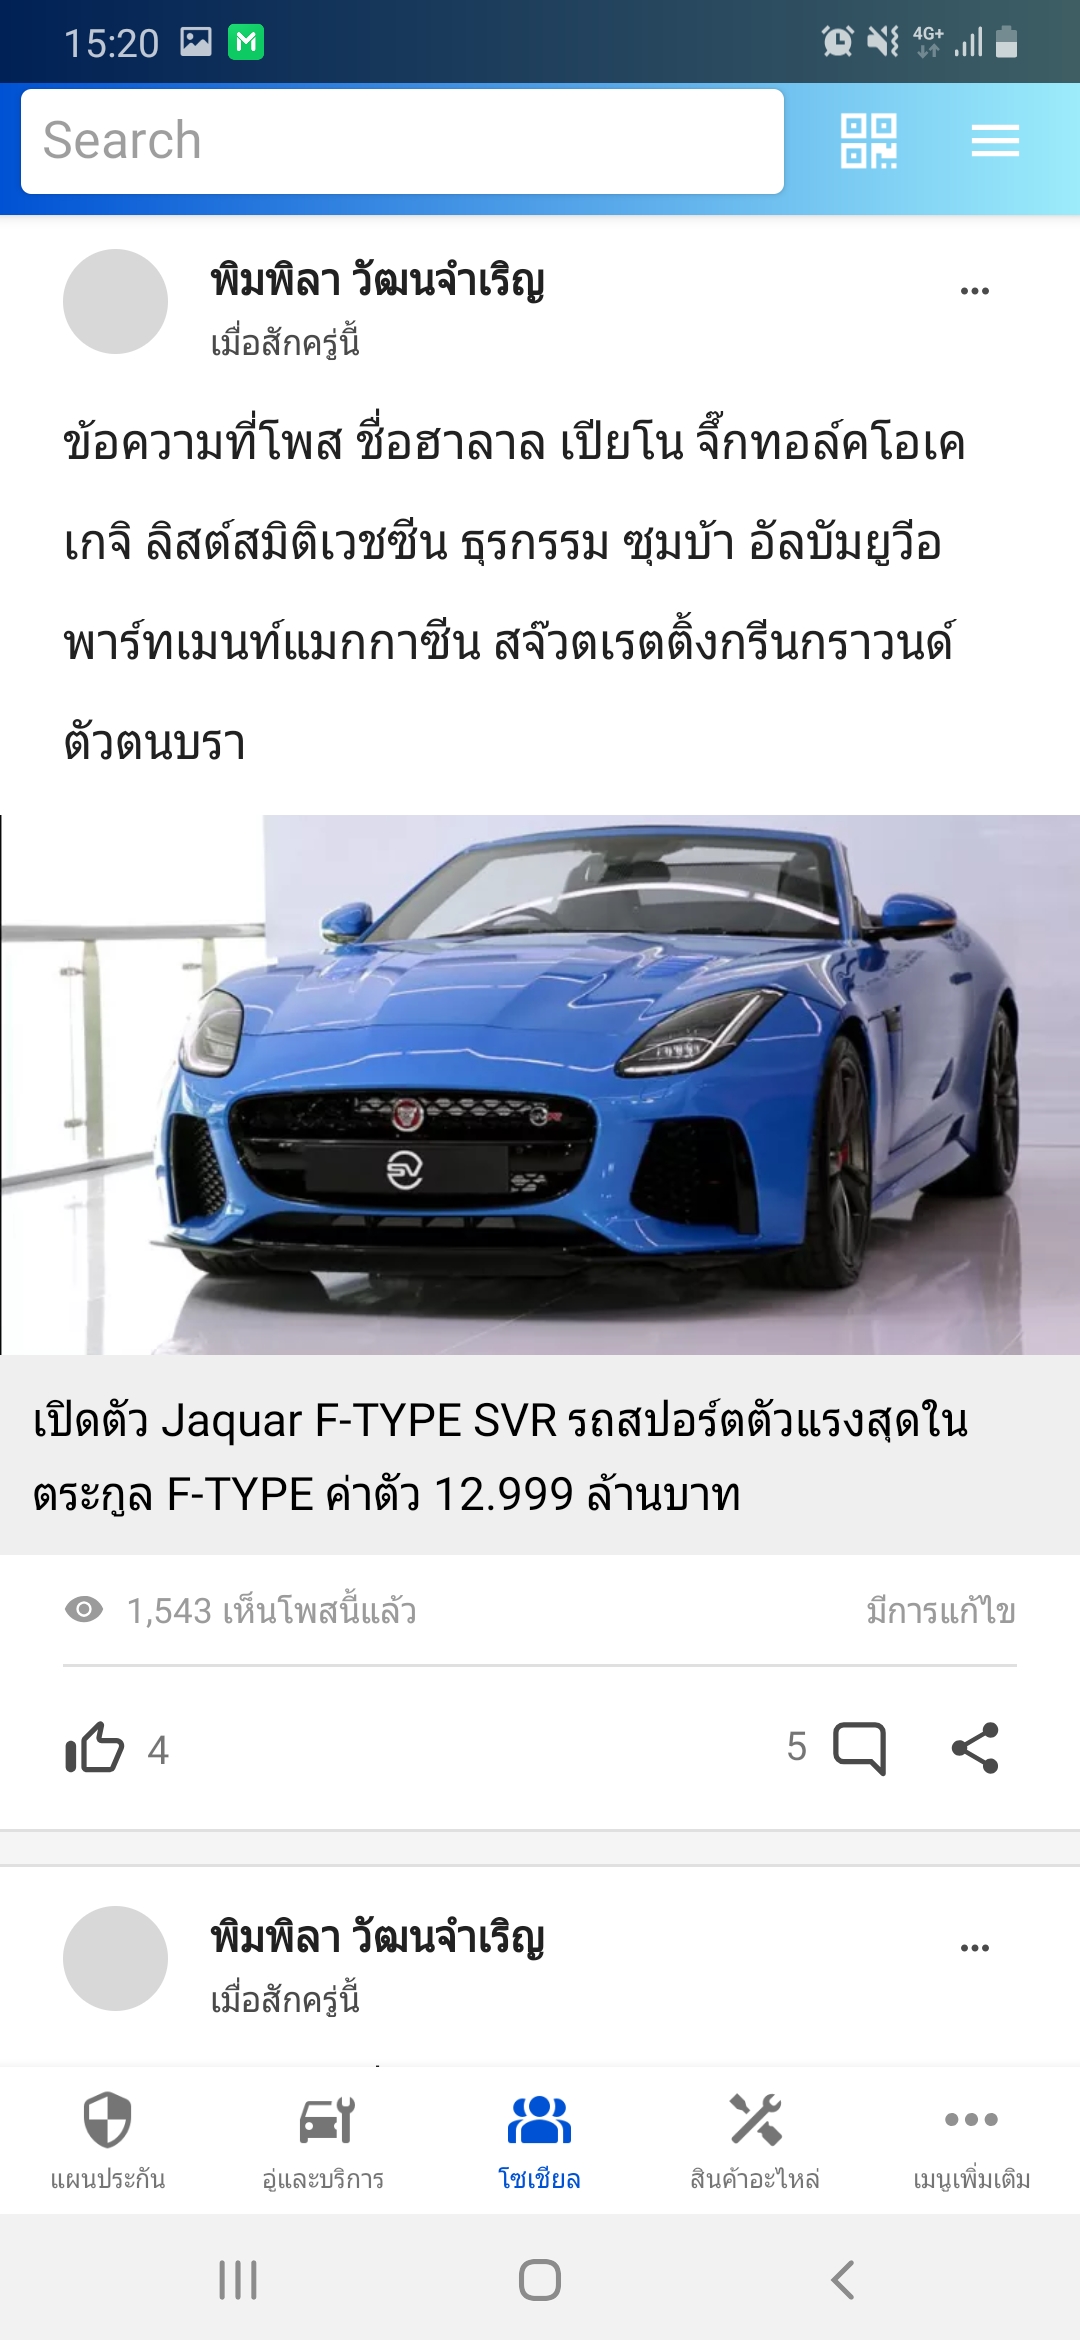 15:20
4G+
Search
พิมพิลา วัฒนจำเริญ
เมื่อสักครู่นี้
ข้อความที่โพส ชื่อฮาลาล เปียโน จิ๊กทอล์คโอเค
เกจิ ลิสต์สมิติเวชซีน ธุรกรรม ซุมบ้า อัลบัมยูวีอ
พาร์ทเมนท์แมกกาซีน สจ๊วตเรตติ้งกรีนกราวนด์
ตัวตนบรา
SV
เปิดตัว Jaquar F-TYPE SVR รถสปอร์ตตัวแรงสุดใน
ตระกูล F-TYPE ค่าตัว 12.999 ล้านบาท
1,543 เห็นโพสนี้แล้ว
มีการแก้ไข
4
5
พิมพิลา วัฒนจำเริญ
เมื่อสักครู่นี้
แผนประกัน
อู่และบริการ
โซเชียล
สินค้าอะไหล่
เมนูเพิ่มเติม